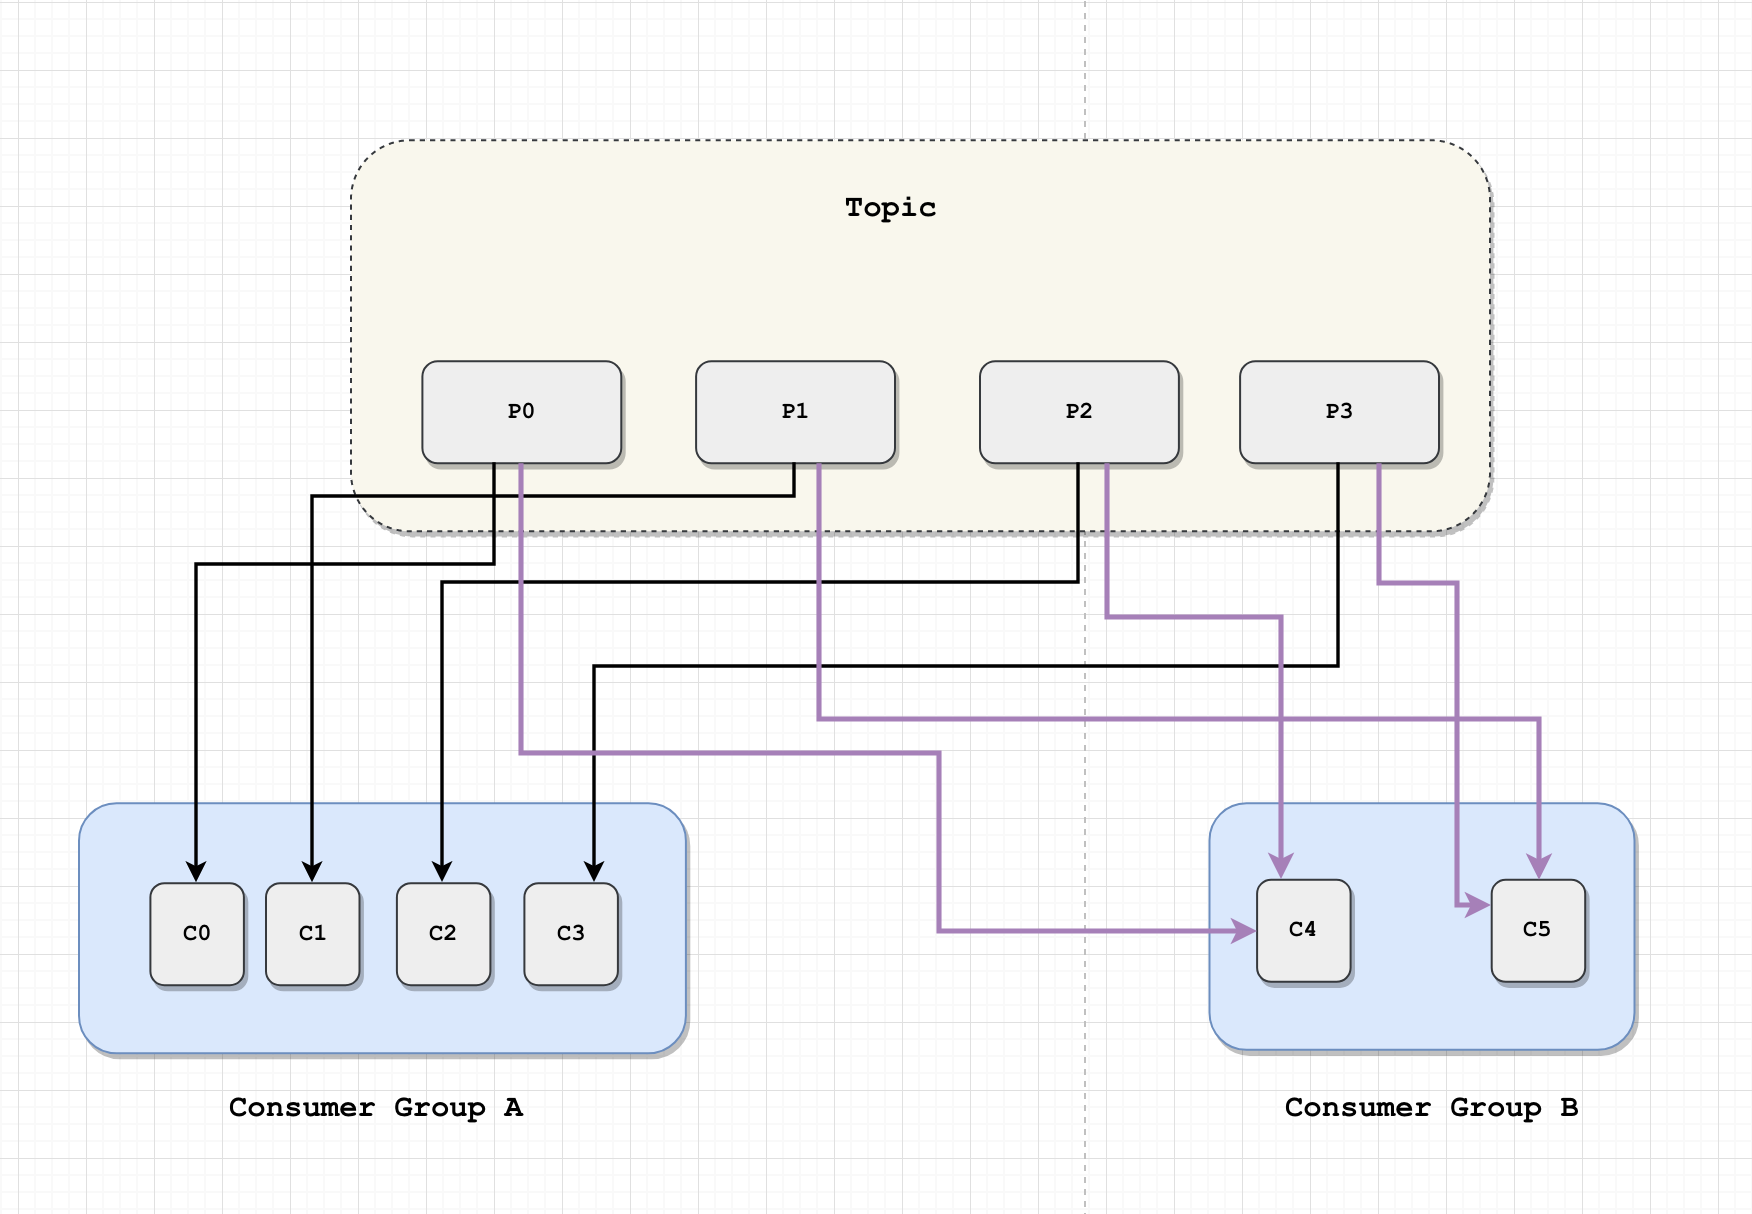 Topic
P0
P1
P2
P3
C0
C1
C2
C3
C4
C5
Consumer Group A
Consumer Group B